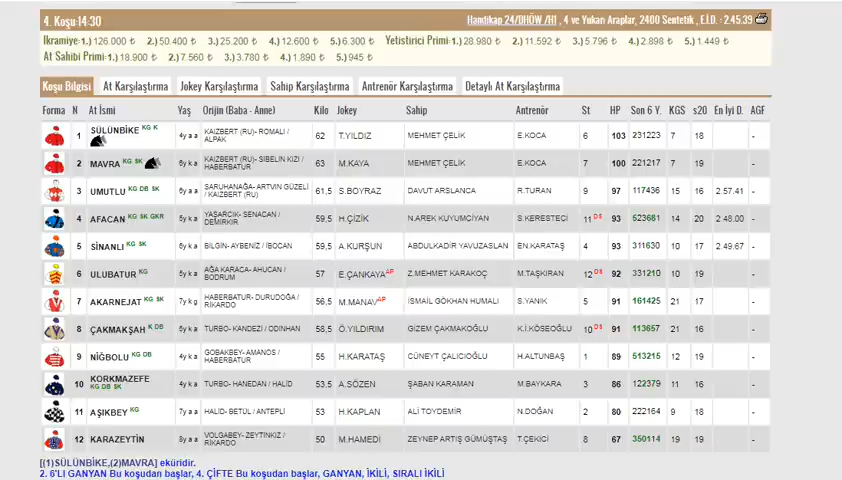 4. Koşu:14:30 Handikap 24/DHÖW /H1 , 4 ve Yukarı Araplar, 2400 Sentetik , E.İ.D. : 2.45.39
Ikramiye:1.) 126.000 ₺ 2.) 50.400 ₺ 3.) 25.200 ₺ 4.) 12.600 ₺ 5.) 6.300 ₺ Yetistirici Primi:1.) 28.980 ₺ 2.) 11.592 ₺ 3.) 5.796 ₺ 4.) 2.898 ₺ 5.) 1.449 ₺
At Sahibi Primi:1.) 18.900 ₺ 2.) 7.560 ₺ 3.) 3.780 ₺ 4.) 1.890 ₺ 5.) 945 ₺
Koşu Bilgisi At Karşılaştırma Jokey Karşılaştırma Sahip Karşılaştırma Antrenör Karşılaştırma Detaylı At Karşılaştırma
Forma N At İsmi Yaş Orijin (Baba - Anne) Kilo Jokey Sahip Antrenör St HP Son 6 Y. KGS s20 En İyi D. AGF
1 SÜLÜNBİKE KG K 4y a a KAIZBERT (RU)- ROMALI / ALPAK 62 T.YILDIZ MEHMET ÇELİK E.KOCA 6 103 231223 7 18 -
2 MAVRA KG SK 6y k a KAIZBERT (RU)- SIBELIN KIZI / HABERBATUR 63 M.KAYA MEHMET ÇELİK E.KOCA 7 100 221217 7 19 -
3 UMUTLU KG DB SK 6y a a SARUHANAĞA- ARTVIN GÜZELİ / KAIZBERT (RU) 61,5 S.BOYRAZ DAVUT ARSLANCA R.TURAN 9 97 117436 15 16 2.57.41 -
4 AFACAN KG SK GKR 5y k a YAŞARCIK- SENACAN / DEMİRKIR 59,5 H.ÇİZİK N.AREK KUYUMCİYAN S.KERESTECİ 11 DS 93 523681 14 20 2.48.00 -
5 SİNANLI KG SK 6y k a BİLGİN- AYBENİZ / BOCAN 59,5 A.KURŞUN ABDULKADİR YAVUZASLAN EN.KARATAŞ 4 93 311630 10 17 2.49.67 -
6 ULUBATUR KG 5y k a AĞA KARACA- AHUCAN / BODRUM 57 E.ÇANKAYA AP Z.MEHMET KARAKOÇ M.TAŞKIRAN 12 DS 92 331210 10 19 -
7 AKARNEJAT KG SK 7y k g HABERBATUR- DURUDOĞA / RİKARDO 56,5 M.MANAV AP İSMAİL GÖKHAN HUMALI S.YANIK 5 91 161425 21 17 -
8 ÇAKMAKŞAH K DB 5y k a TURBO- KANDEZİ / ODINHAN 58,5 Ö.YILDIRIM GİZEM ÇAKMAKOĞLU K.İ.KÖSEOĞLU 10 DS 91 113657 21 16 -
9 NİĞBOLU KG DB 4y k a GOBAKBEY- AMANOS / HABERBATUR 55 H.KARATAŞ CÜNEYT ÇALICIOĞLU H.ALTUNBAŞ 1 89 513215 12 19 -
10 KORKMAZEFE KG DB SK 4y k a TURBO- HANEDAN / HALİD 53,5 A.SÖZEN ŞABAN KARAMAN M.BAYKARA 3 86 122379 11 16 -
11 AŞIKBEY KG 7y a a HALİD- BETÜL / ANTEPLİ 53 H.KAPLAN ALİ TOYDEMİR N.DOĞAN 2 80 222164 9 18 -
12 KARAZEYTİN 8y a a VOLGABEY- ZEYTİNKIZ / RİKARDO 50 M.HAMEDİ ZEYNEP ARTIŞ GÜMÜŞTAŞ T.ÇEKİCİ 8 67 350114 19 19 -
[(1)SÜLÜNBİKE,(2)MAVRA] eküridir.
2. 6'LI GANYAN Bu koşudan başlar, 4. ÇİFTE Bu koşudan başlar, GANYAN, İKİLİ, SIRALI İKİLİ